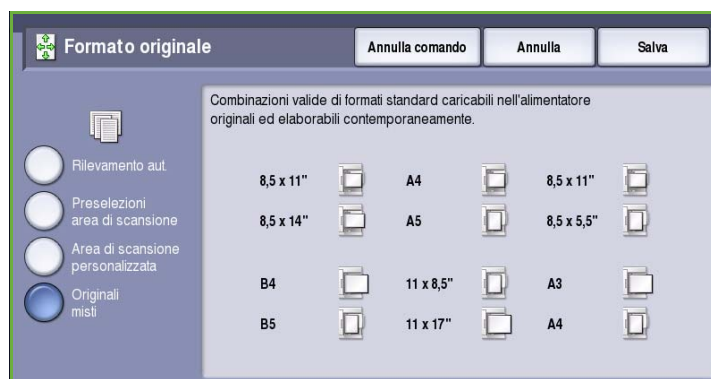 Formato originale
Annulla comando
Annulla
Salva
Combinazioni valide di formati standard caricabili nell'alimentatore
originali ed elaborabili contemporaneamente.
Rilevamento aut.
Preselezioni
area di scansione
Area di scansione
personalizzata
Originali
misti
8,5 x 11" A4 8,5 x 11"
8,5 x 14" A5 8,5 x 5,5"
B4 11 x 8,5" A3
B5 11 x 17" A4